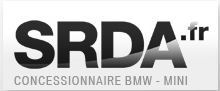 SRDA.fr
CONCESSIONNAIRE BMW - MINI